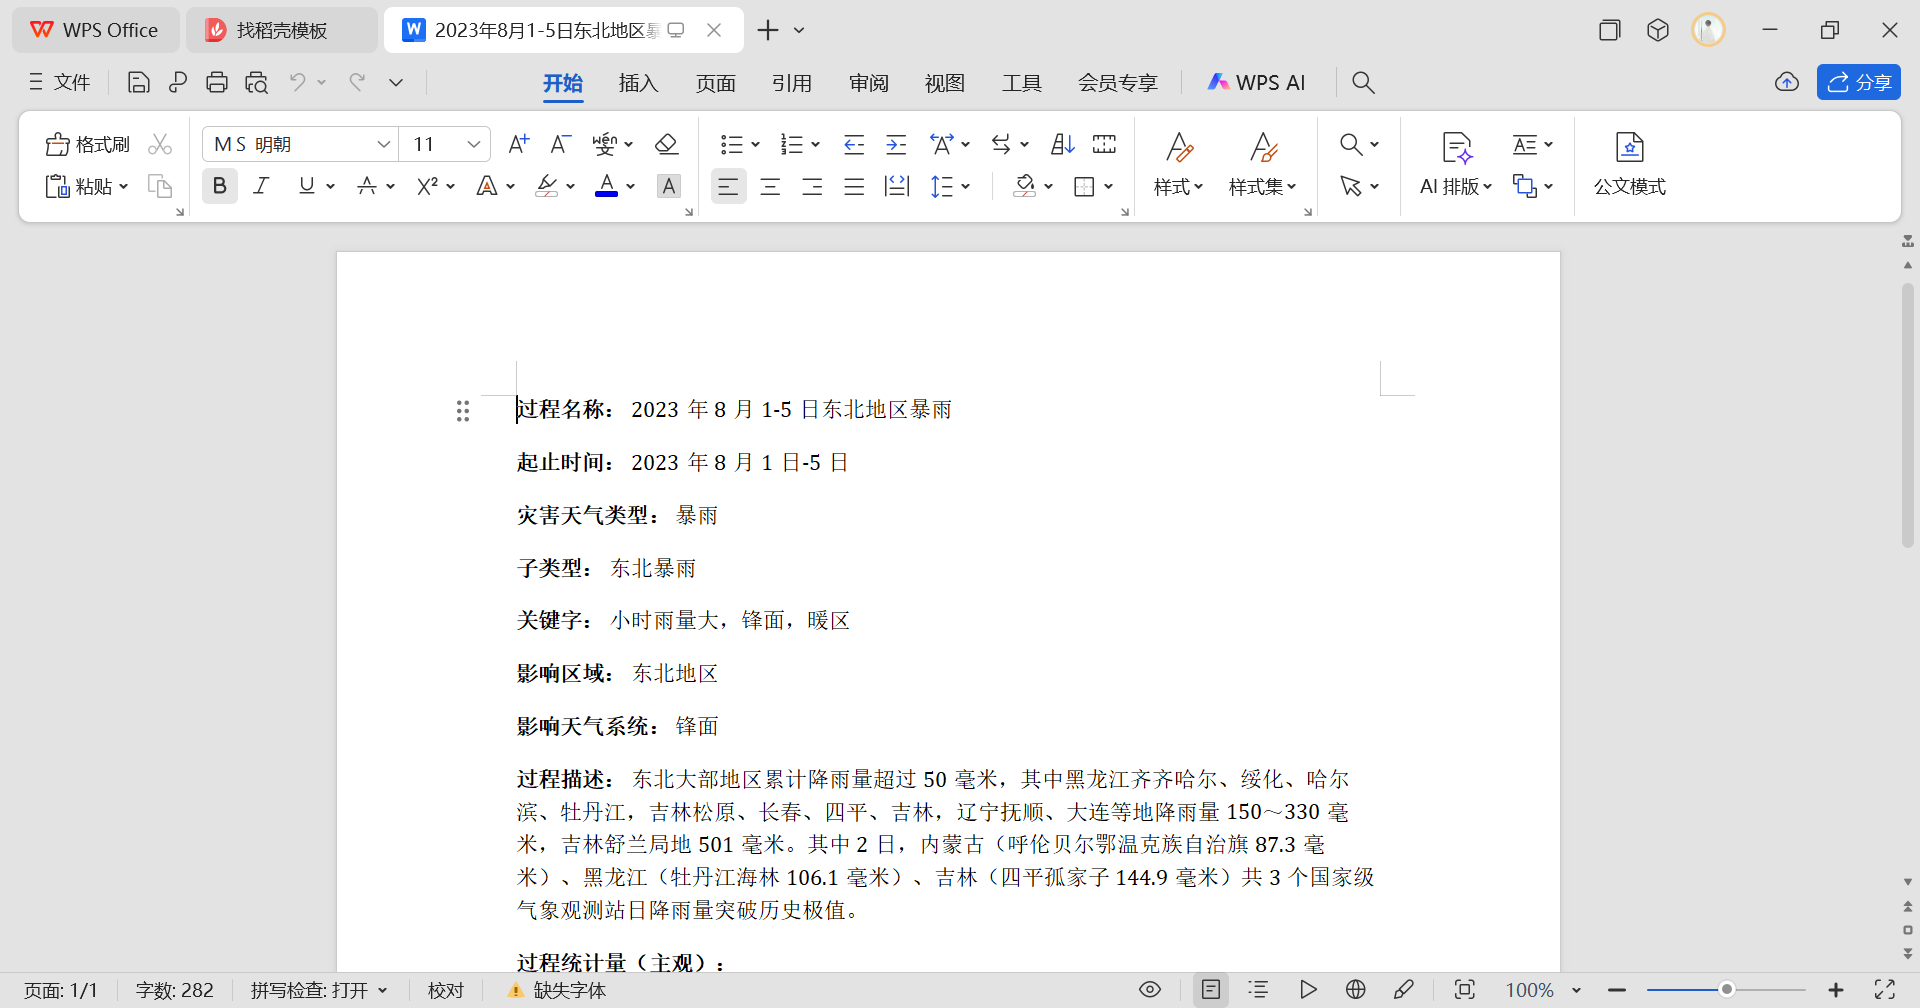 WPS Office
找稻壳模板
2023年8月1-5日东北地区暴
文件
开始 插入 页面 引用 审阅 视图 工具 会员专享 WPS AI
分享
格式刷
MS 明朝 11
粘贴
样式 样式集 AI 排版 公文模式
过程名称： 2023 年 8 月 1-5 日东北地区暴雨
起止时间： 2023 年 8 月 1 日-5 日
灾害天气类型： 暴雨
子类型： 东北暴雨
关键字： 小时雨量大，锋面，暖区
影响区域： 东北地区
影响天气系统： 锋面
过程描述： 东北大部地区累计降雨量超过 50 毫米，其中黑龙江齐齐哈尔、绥化、哈尔
滨、牡丹江，吉林松原、长春、四平、吉林，辽宁抚顺、大连等地降雨量 150～330 毫
米，吉林舒兰局地 501 毫米。其中 2 日，内蒙古（呼伦贝尔鄂温克族自治旗 87.3 毫
米）、黑龙江（牡丹江海林 106.1 毫米）、吉林（四平孤家子 144.9 毫米）共 3 个国家级
气象观测站日降雨量突破历史极值。
过程统计量（主观）：
页面: 1/1 字数: 282 拼写检查: 打开 校对 缺失字体 100%